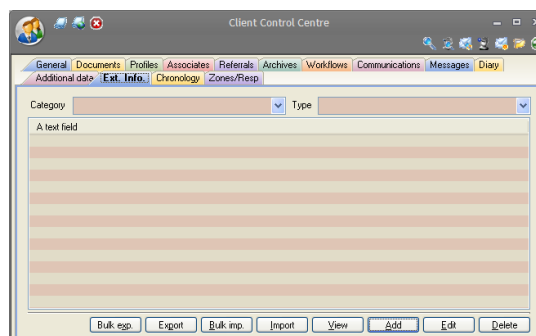 Client Control Centre
General Documents Profiles Associates Referrals Archives Workflows Communications Messages Diary
Additional data Ext. Info. Chronology Zones/Resp
Category Type
A text field
Bulk exp. Export Bulk imp. Import View Add Edit Delete